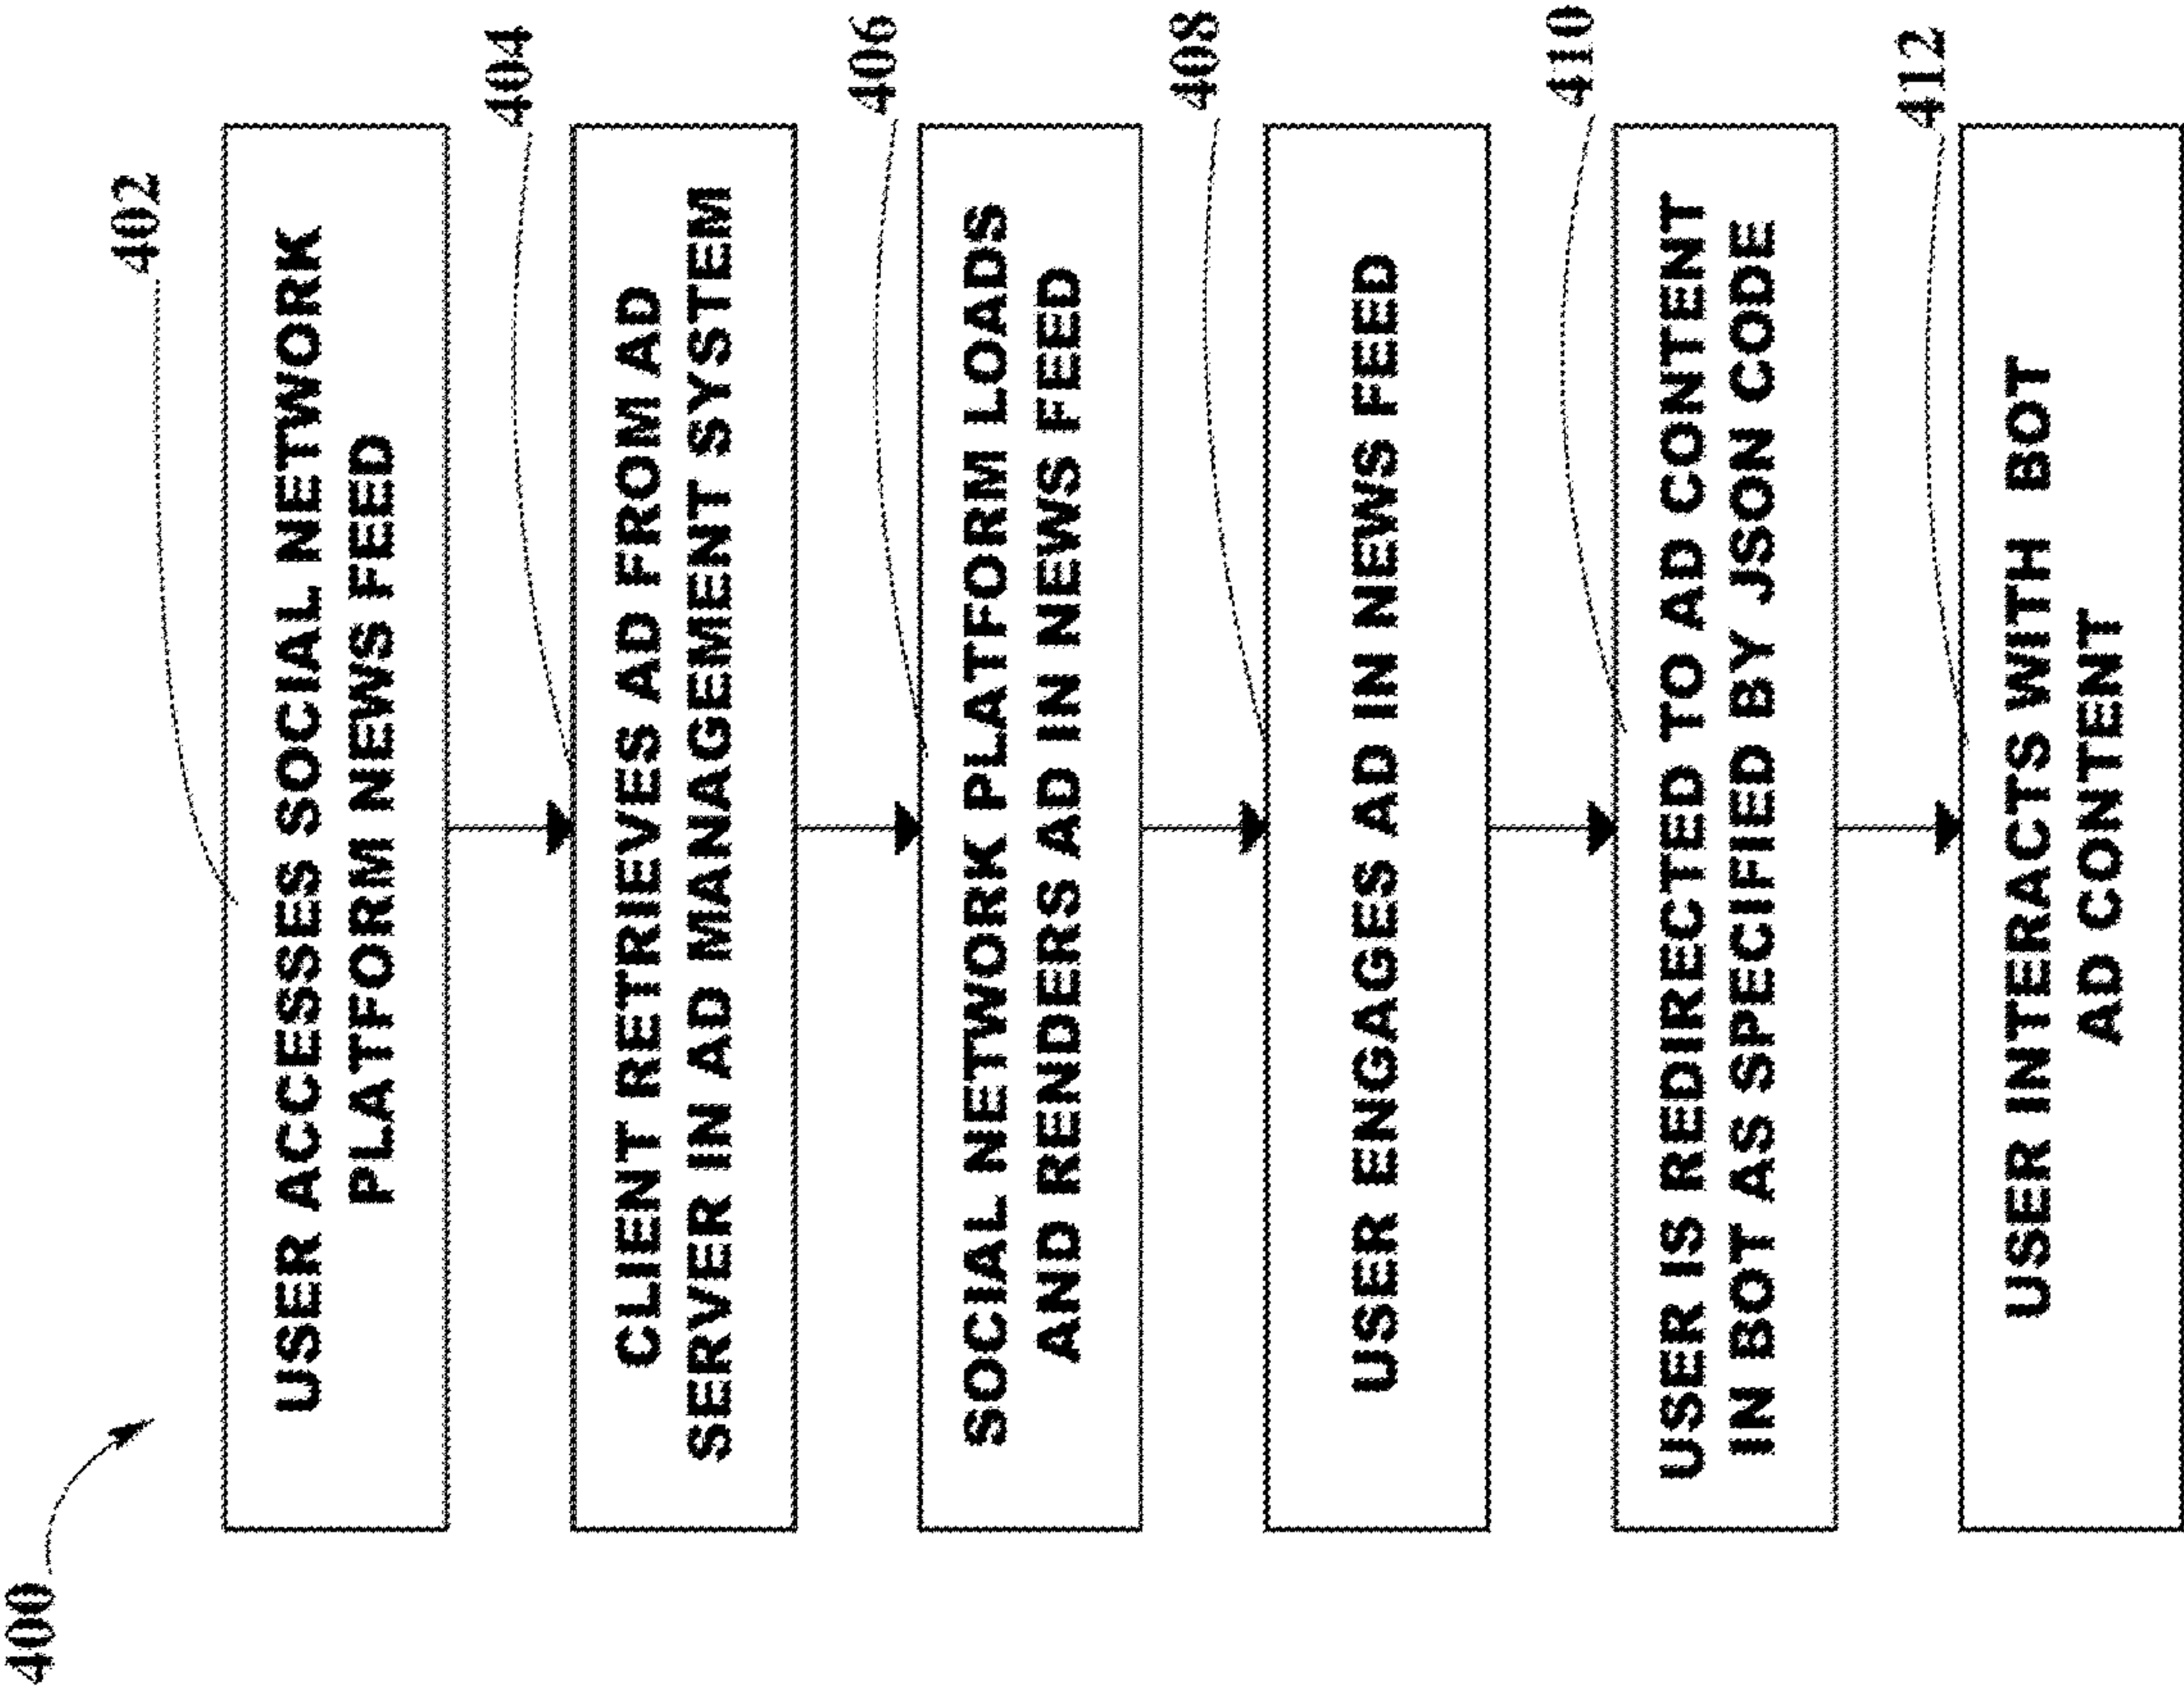 400
402
USER ACCESSES SOCIAL NETWORK
PLATFORM NEWS FEED
404
CLIENT RETRIEVES AD FROM AD
SERVER IN AD MANAGEMENT SYSTEM
406
SOCIAL NETWORK PLATFORM LOADS
AND RENDERS AD IN NEWS FEED
408
USER ENGAGES AD IN NEWS FEED
410
USER IS REDIRECTED TO AD CONTENT
IN BOT AS SPECIFIED BY JSON CODE
412
USER INTERACTS WITH BOT
AD CONTENT